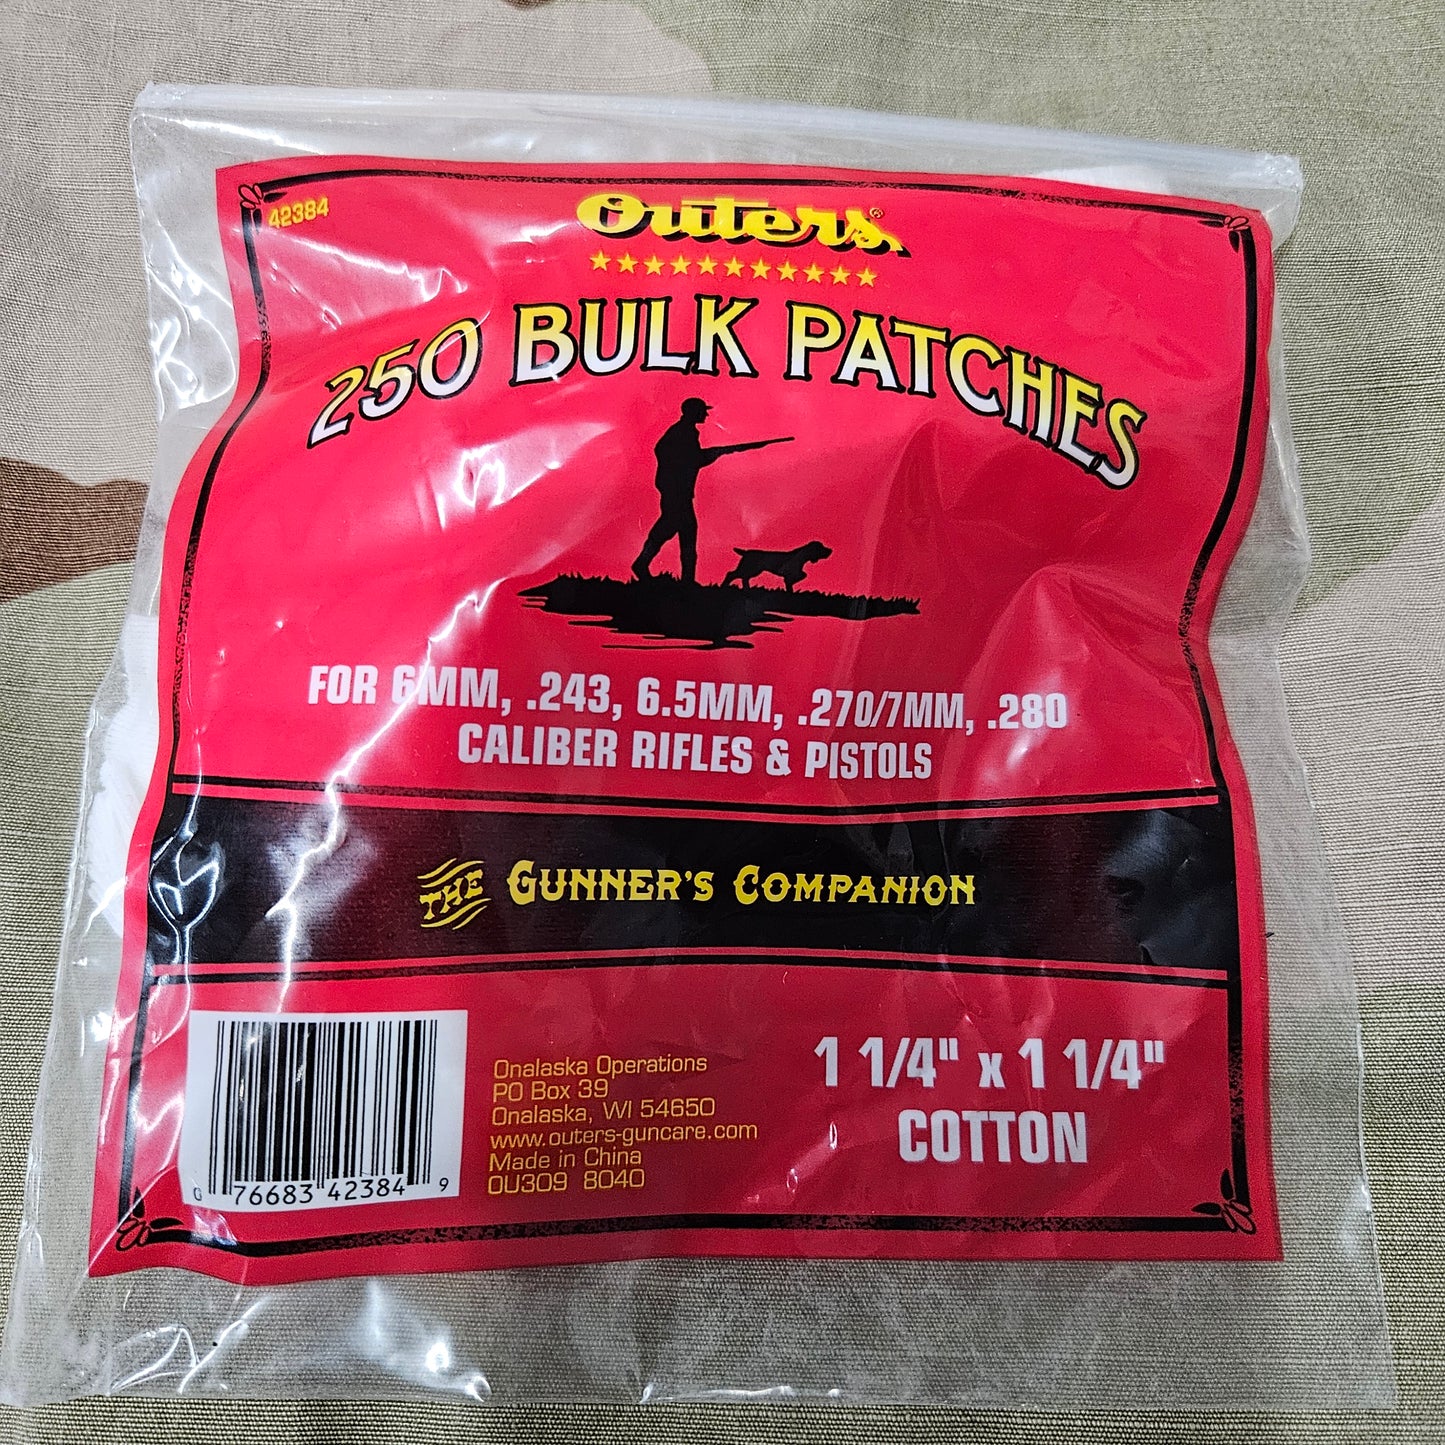 42384
Outers®
250 BULK PATCHES
FOR 6MM, .243, 6.5MM, .270/7MM, .280
CALIBER RIFLES & PISTOLS
THE GUNNER'S COMPANION
1 1/4" x 1 1/4"
COTTON
Onalaska Operations
PO Box 39
Onalaska, WI 54650
www.outers-guncare.com
Made in China
OU309 8040
0 76683 42384 9